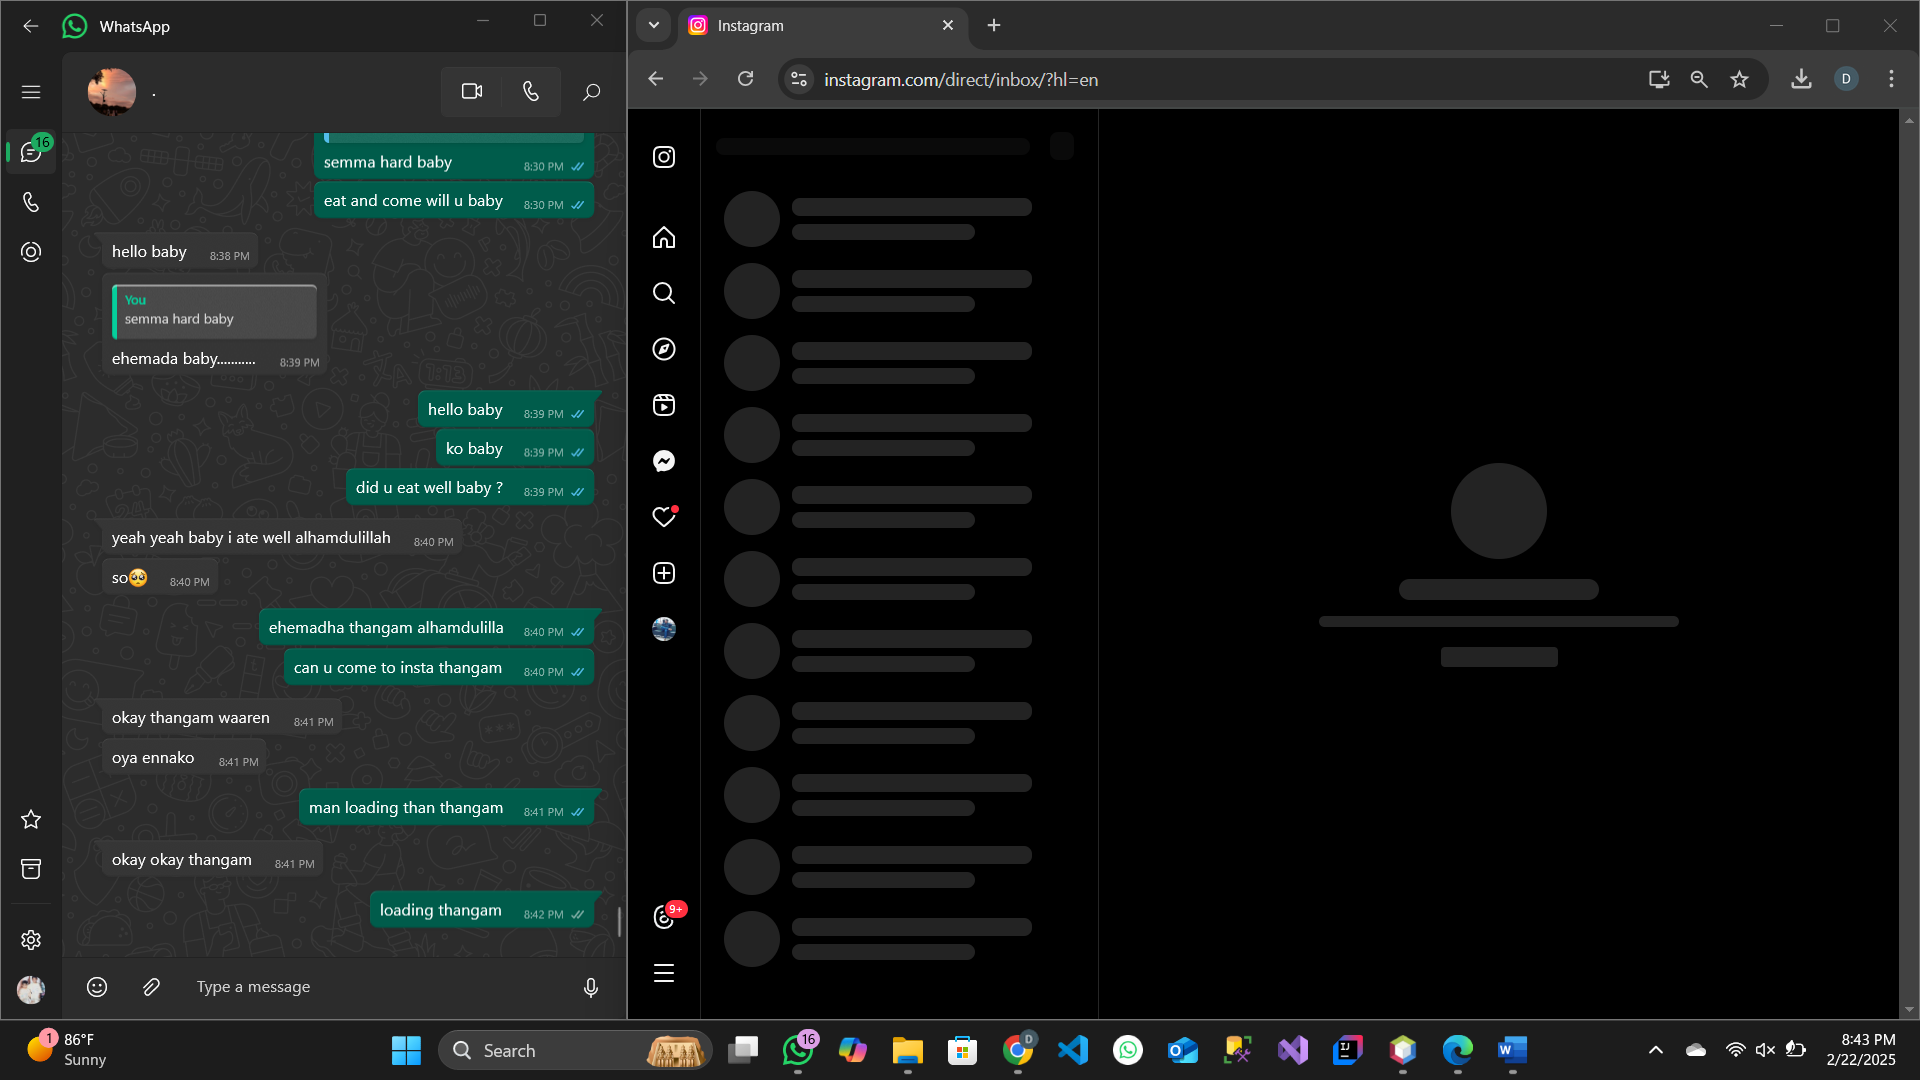 WhatsApp
.
16
semma hard baby 8:30 PM
eat and come will u baby 8:30 PM
hello baby 8:38 PM
You
semma hard baby
ehemada baby........... 8:39 PM
hello baby 8:39 PM
ko baby 8:39 PM
did u eat well baby ? 8:39 PM
yeah yeah baby i ate well alhamdulillah 8:40 PM
so🥺 8:40 PM
ehemadha thangam alhamdulilla 8:40 PM
can u come to insta thangam 8:40 PM
okay thangam waaren 8:41 PM
oya ennako 8:41 PM
man loading than thangam 8:41 PM
okay okay thangam 8:41 PM
loading thangam 8:42 PM
Type a message
Instagram
instagram.com/direct/inbox/?hl=en
D
9+
1
86°F
Sunny
Search
16
D
8:43 PM
2/22/2025